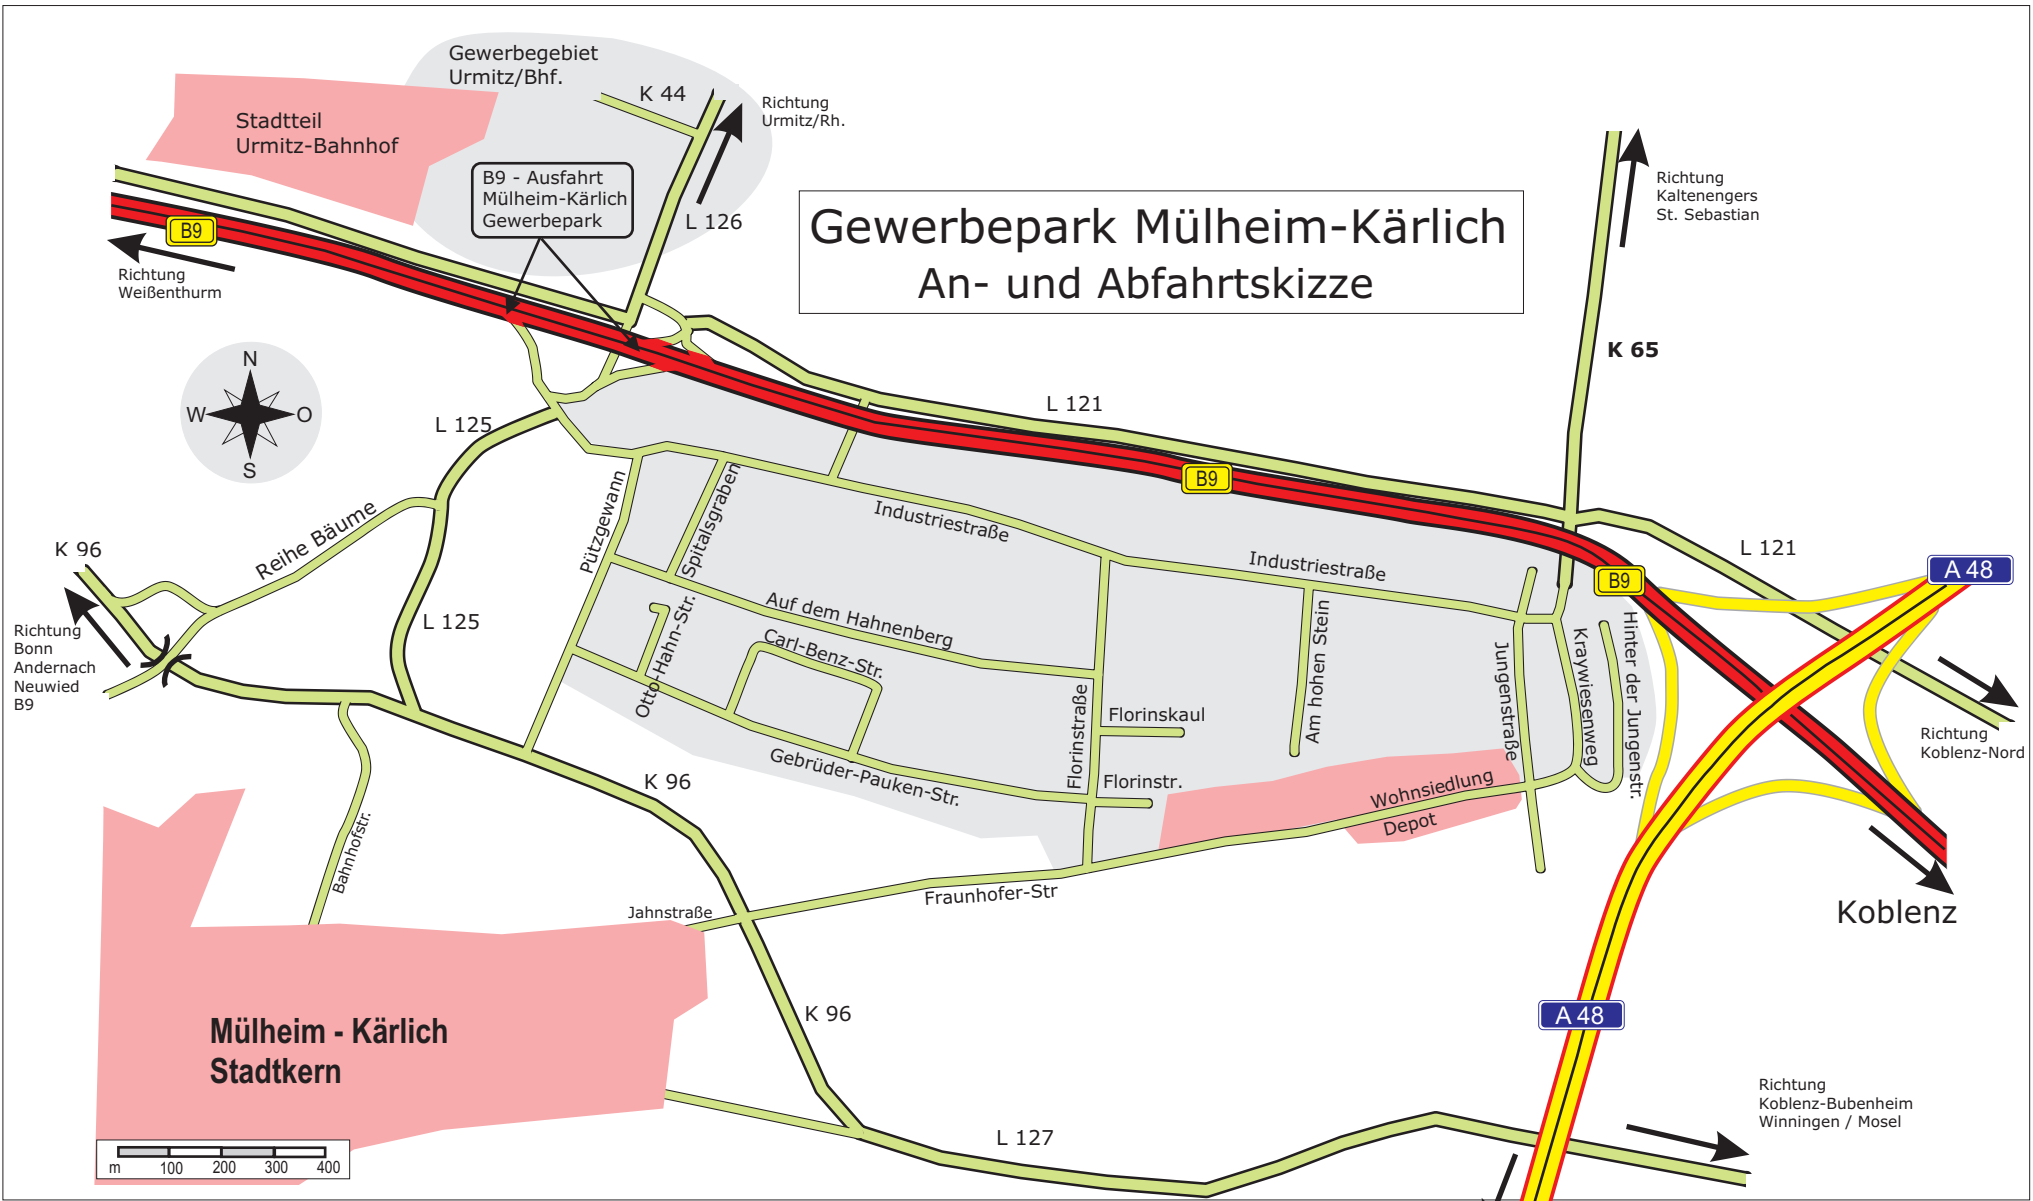 Gewerbegebiet
Urmitz/Bhf.
K 44
Richtung
Urmitz/Rh.
Stadtteil
Urmitz-Bahnhof
B9 - Ausfahrt
Mülheim-Kärlich
Gewerbepark
L 126
B9
Richtung
Weißenthurm
Gewerbepark Mülheim-Kärlich
An- und Abfahrtskizze
Richtung
Kaltenengers
St. Sebastian
K 65
N
W
O
S
L 125
L 121
B9
L 121
B9
A 48
K 96
Reihe Bäume
Pützgewann
Spitalsgraben
Industriestraße
Industriestraße
Richtung
Bonn
Andernach
Neuwied
B9
L 125
Otto-Hahn-Str.
Auf dem Hahnenberg
Carl-Benz-Str.
Am hohen Stein
Jungenstraße
Kraywiesenweg
Hinter der Jungenstr.
Florinstraße
Florinskaul
Florinstr.
Gebrüder-Pauken-Str.
Richtung
Koblenz-Nord
K 96
Wohnsiedlung
Depot
Bahnhofstr.
Jahnstraße
Fraunhofer-Str
Koblenz
K 96
A 48
Mülheim - Kärlich
Stadtkern
Richtung
Koblenz-Bubenheim
Winningen / Mosel
L 127
m 100 200 300 400